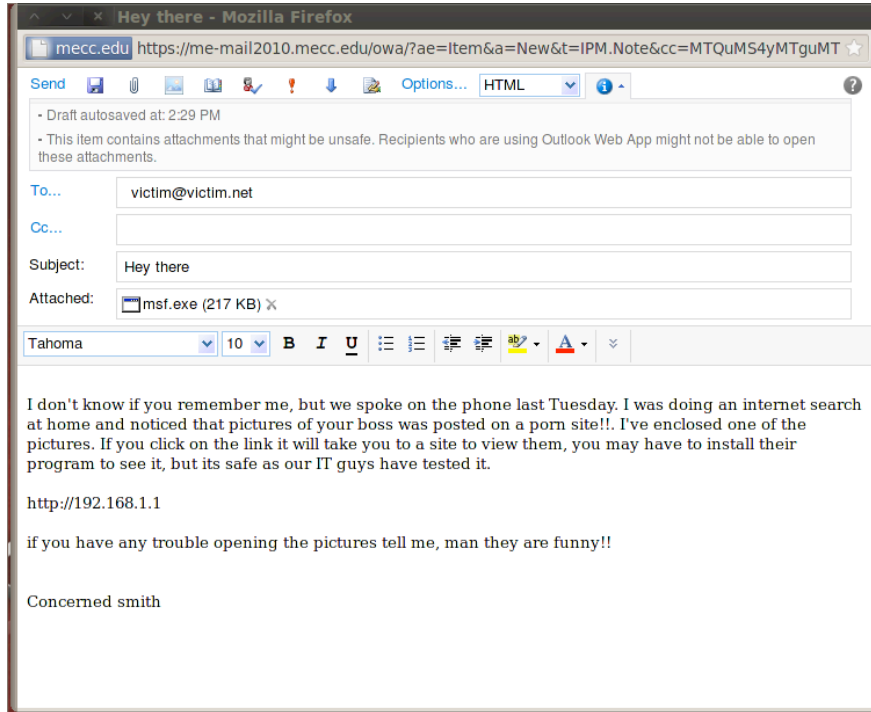 Hey there - Mozilla Firefox
mecc.edu https://me-mail2010.mecc.edu/owa/?ae=Item&a=New&t=IPM.Note&cc=MTQuMS4yMTguMT
Send Options... HTML
- Draft autosaved at: 2:29 PM
- This item contains attachments that might be unsafe. Recipients who are using Outlook Web App might not be able to open
these attachments.
To... victim@victim.net
Cc...
Subject: Hey there
Attached: msf.exe (217 KB)
Tahoma 10 B I U ab A
I don't know if you remember me, but we spoke on the phone last Tuesday. I was doing an internet search
at home and noticed that pictures of your boss was posted on a porn site!!. I've enclosed one of the
pictures. If you click on the link it will take you to a site to view them, you may have to install their
program to see it, but its safe as our IT guys have tested it.
http://192.168.1.1
if you have any trouble opening the pictures tell me, man they are funny!!
Concerned smith